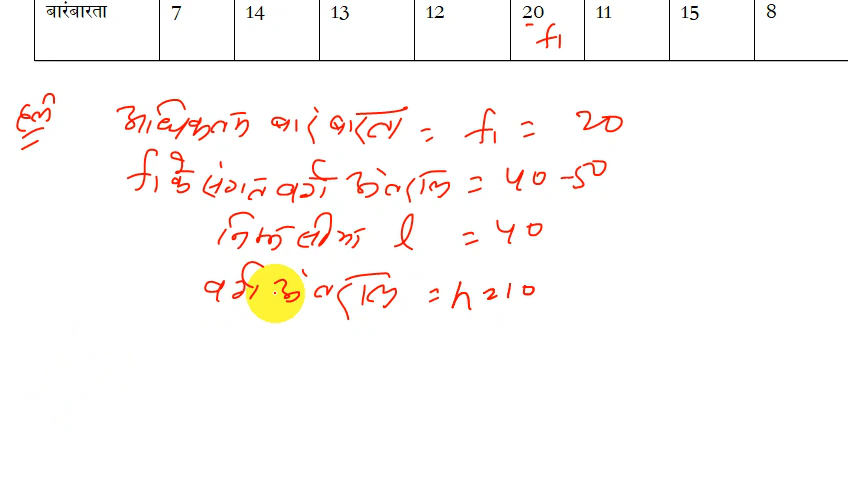 बारंबारता 7 14 13 12 20 11 15 8
f₁
हल
अधिकतम बारंबारता = f₁ = 20
f₁ के संगत वर्ग अंतराल = 40-50
निम्न सीमा l = 40
वर्ग अंतराल = h = 10